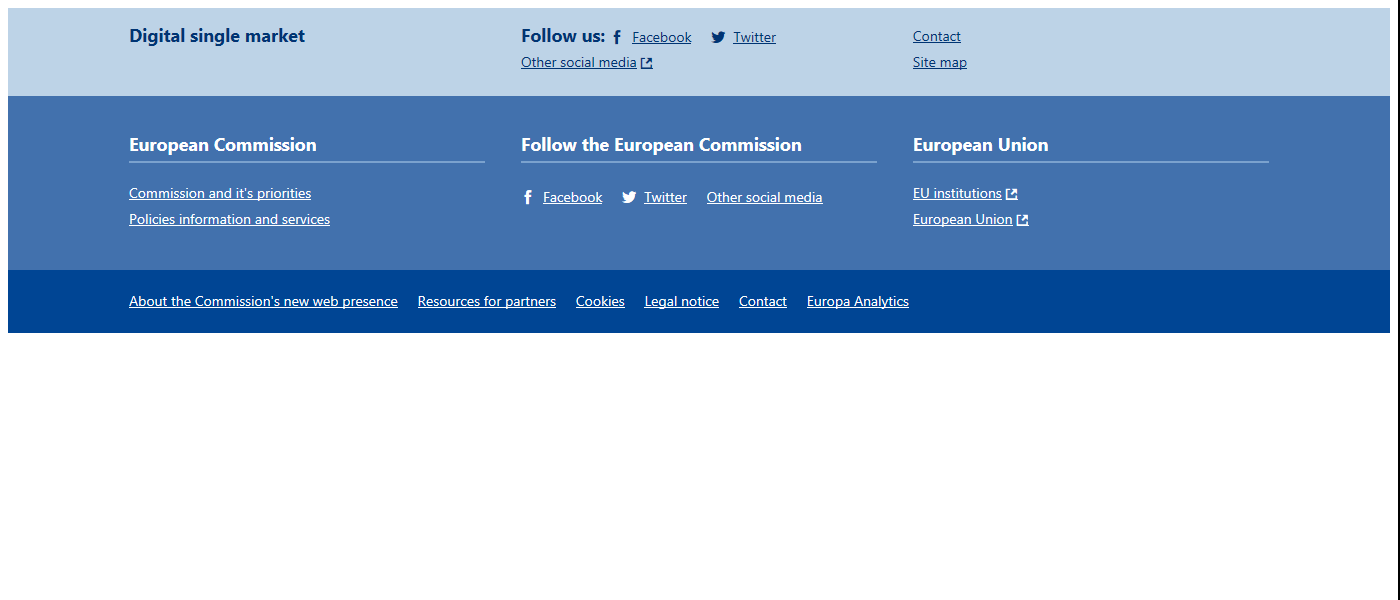 Digital single market
Follow us: Facebook Twitter
Other social media
Contact
Site map
European Commission
Commission and it's priorities
Policies information and services
Follow the European Commission
Facebook Twitter Other social media
European Union
EU institutions
European Union
About the Commission's new web presence Resources for partners Cookies Legal notice Contact Europa Analytics